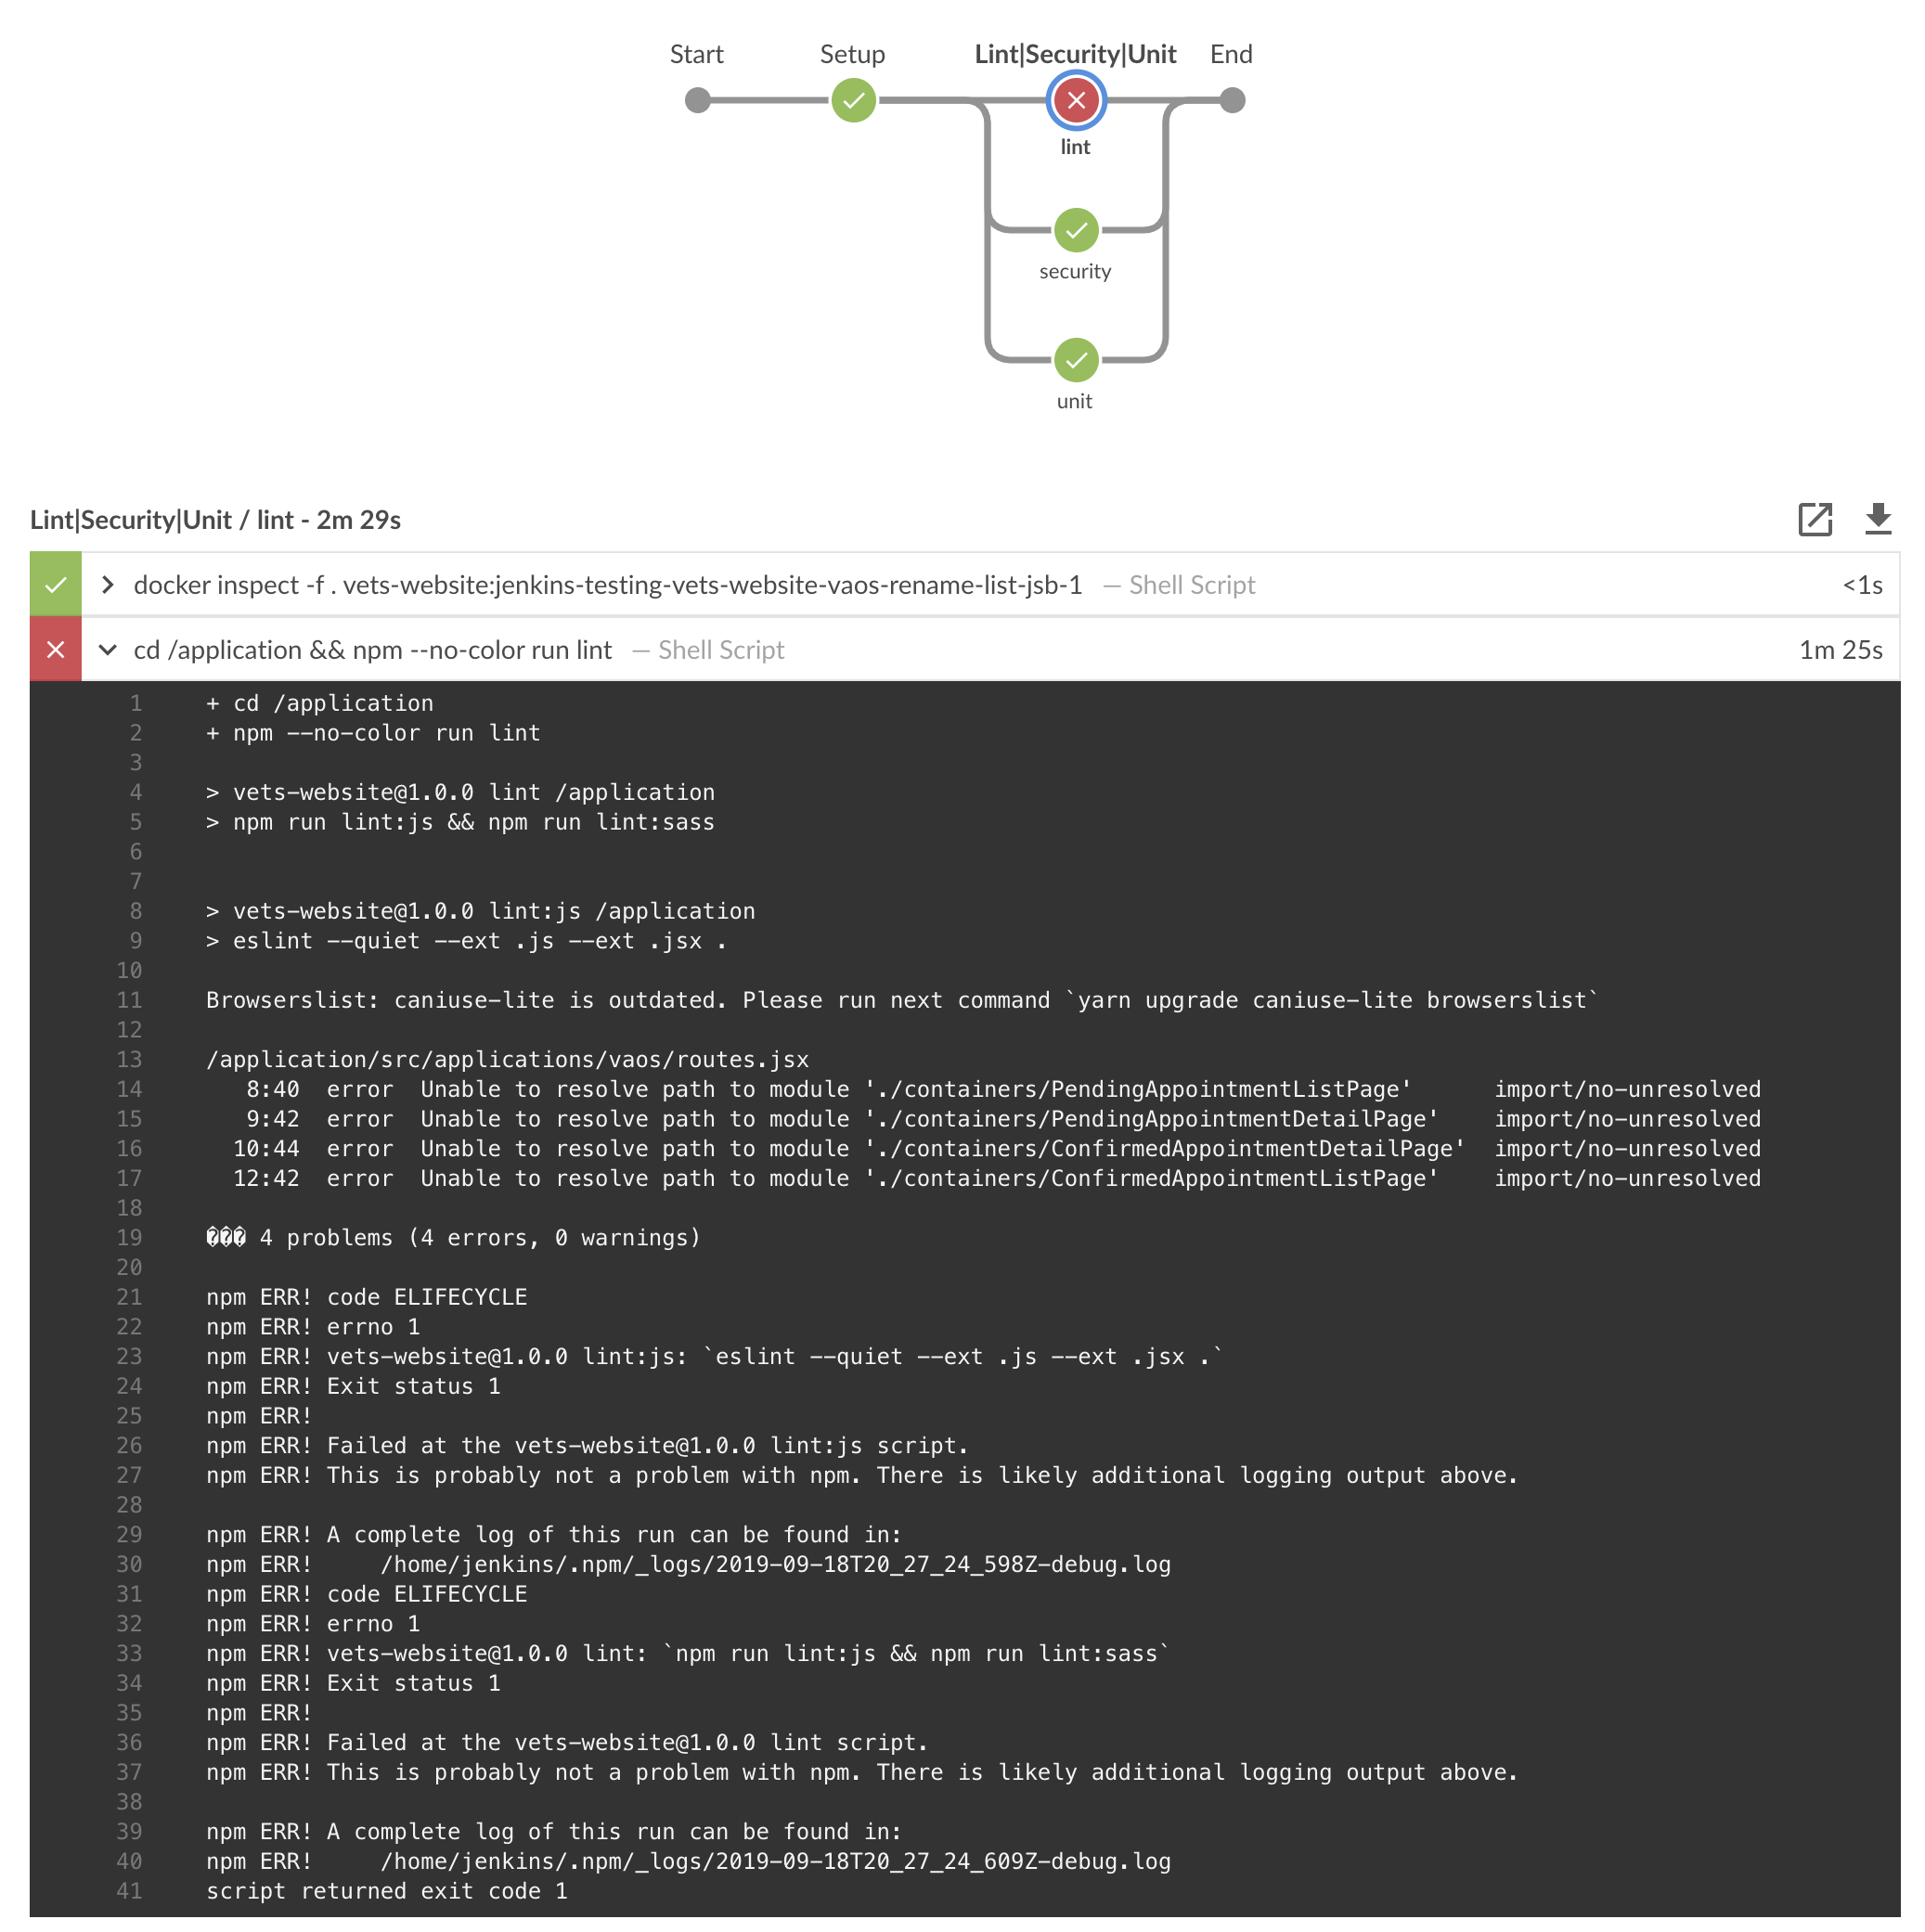 Start Setup Lint|Security|Unit End
lint
security
unit
Lint|Security|Unit / lint - 2m 29s
docker inspect -f . vets-website:jenkins-testing-vets-website-vaos-rename-list-jsb-1 — Shell Script <1s
cd /application && npm --no-color run lint — Shell Script 1m 25s
1 + cd /application
2 + npm --no-color run lint
3
4 > vets-website@1.0.0 lint /application
5 > npm run lint:js && npm run lint:sass
6
7
8 > vets-website@1.0.0 lint:js /application
9 > eslint --quiet --ext .js --ext .jsx .
10
11 Browserslist: caniuse-lite is outdated. Please run next command `yarn upgrade caniuse-lite browserslist`
12
13 /application/src/applications/vaos/routes.jsx
14 8:40 error Unable to resolve path to module './containers/PendingAppointmentListPage' import/no-unresolved
15 9:42 error Unable to resolve path to module './containers/PendingAppointmentDetailPage' import/no-unresolved
16 10:44 error Unable to resolve path to module './containers/ConfirmedAppointmentDetailPage' import/no-unresolved
17 12:42 error Unable to resolve path to module './containers/ConfirmedAppointmentListPage' import/no-unresolved
18
19 ��� 4 problems (4 errors, 0 warnings)
20
21 npm ERR! code ELIFECYCLE
22 npm ERR! errno 1
23 npm ERR! vets-website@1.0.0 lint:js: `eslint --quiet --ext .js --ext .jsx .`
24 npm ERR! Exit status 1
25 npm ERR!
26 npm ERR! Failed at the vets-website@1.0.0 lint:js script.
27 npm ERR! This is probably not a problem with npm. There is likely additional logging output above.
28
29 npm ERR! A complete log of this run can be found in:
30 npm ERR! /home/jenkins/.npm/_logs/2019-09-18T20_27_24_598Z-debug.log
31 npm ERR! code ELIFECYCLE
32 npm ERR! errno 1
33 npm ERR! vets-website@1.0.0 lint: `npm run lint:js && npm run lint:sass`
34 npm ERR! Exit status 1
35 npm ERR!
36 npm ERR! Failed at the vets-website@1.0.0 lint script.
37 npm ERR! This is probably not a problem with npm. There is likely additional logging output above.
38
39 npm ERR! A complete log of this run can be found in:
40 npm ERR! /home/jenkins/.npm/_logs/2019-09-18T20_27_24_609Z-debug.log
41 script returned exit code 1